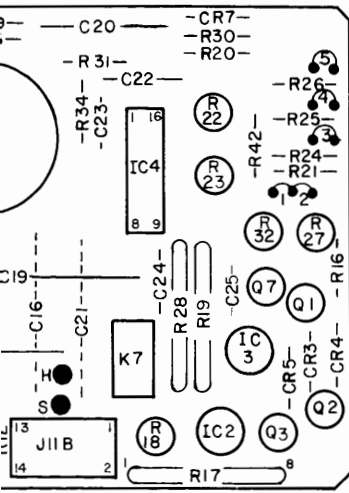 C20
CR7
R30
R20
R31
C22
5
R26
4
R34
C23
1 16
R
22
R25
3
IC4
R42
R24
R21
R
23
1 2
8 9
R
32
R
27
C19
C24
R28
R19
C25
Q7
Q1
R16
C16
C21
K7
IC
3
CR5
CR3
CR4
H
S
Q2
13 1
J11B
14 2
R
18
IC2
Q3
1 R17 8